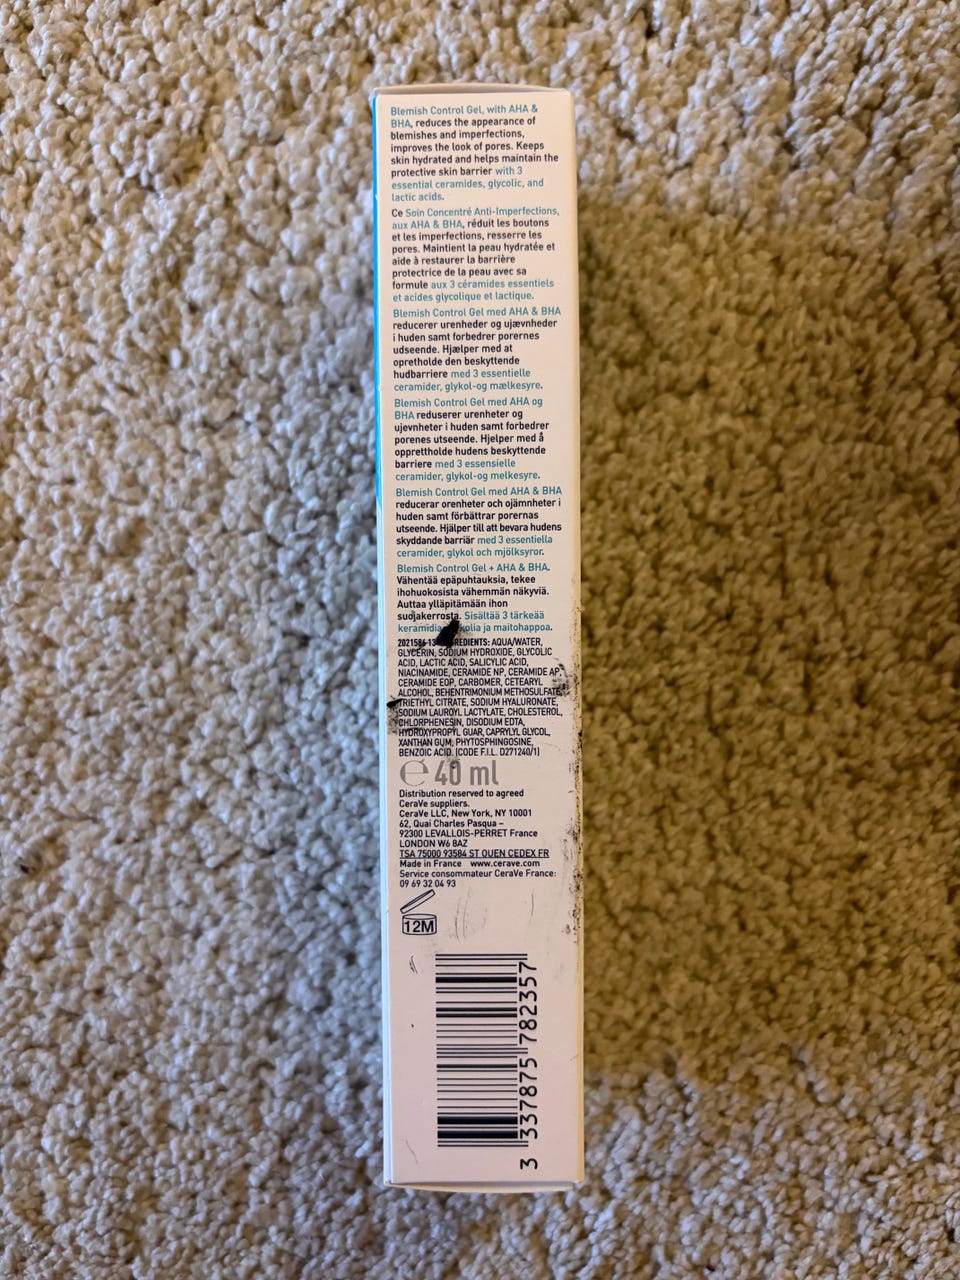 Blemish Control Gel, with AHA &
BHA, reduces the appearance of
blemishes and imperfections,
improves the look of pores. Keeps
skin hydrated and helps maintain the
protective skin barrier with 3
essential ceramides, glycolic, and
lactic acids.
Ce Soin Concentré Anti-Imperfections,
aux AHA & BHA, réduit les boutons
et les imperfections, resserre les
pores. Maintient la peau hydratée et
aide à restaurer la barrière
protectrice de la peau avec sa
formule aux 3 céramides essentiels
et acides glycolique et lactique.
Blemish Control Gel med AHA & BHA
reducerer urenheder og ujævnheder
i huden samt forbedrer porernes
udseende. Hjælper med at
opretholde den beskyttende
hudbarriere med 3 essentielle
ceramider, glykol-og mælkesyre.
Blemish Control Gel med AHA og
BHA reduserer urenheter og
ujevnheter i huden samt forbedrer
porenes utseende. Hjelper med å
opprettholde hudens beskyttende
barriere med 3 essensielle
ceramider, glykol-og melkesyre.
Blemish Control Gel med AHA & BHA
reducerar orenheter och ojämnheter i
huden samt förbättrar porernas
utseende. Hjälper till att bevara hudens
skyddande barriär med 3 essentiella
ceramider, glykol och mjölksyror.
Blemish Control Gel + AHA & BHA.
Vähentää epäpuhtauksia, tekee
ihohuokosista vähemmän näkyviä.
Auttaa ylläpitämään ihon
suojakerrosta. Sisältää 3 tärkeää
keramidia, ja maitohappoa.
AQUA/WATER,
GLYCERIN, SODIUM HYDROXIDE, GLYCOLIC
ACID, LACTIC ACID, SALICYLIC ACID,
NIACINAMIDE, CERAMIDE NP, CERAMIDE AP,
CERAMIDE EOP, CARBOMER, CETEARYL
ALCOHOL, BEHENTRIMONIUM METHOSULFATE,
TRIETHYL CITRATE, SODIUM HYALURONATE,
SODIUM LAUROYL LACTYLATE, CHOLESTEROL,
CHLORPHENESIN, DISODIUM EDTA,
HYDROXYPROPYL GUAR, CAPRYLYL GLYCOL,
XANTHAN GUM, PHYTOSPHINGOSINE,
BENZOIC ACID. (CODE F.I.L. D271240/1)
℮ 40 ml
Distribution reserved to agreed
CeraVe suppliers.
CeraVe LLC, New York, NY 10001
62, Quai Charles Pasqua –
92300 LEVALLOIS-PERRET France
LONDON W6 8AZ
TSA 75000 93584 ST OUEN CEDEX FR
Made in France www.cerave.com
Service consommateur CeraVe France:
09 69 32 04 93
12M
3 337875 782357